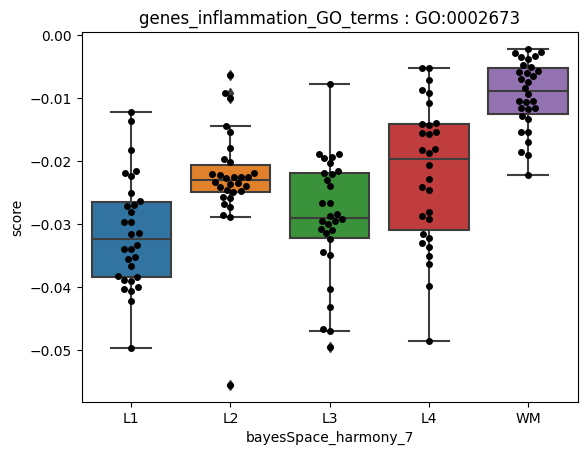 genes_inflammation_GO_terms : GO:0002673
0.00
−0.01
−0.02
−0.03
−0.04
−0.05
score
L1 L2 L3 L4 WM
bayesSpace_harmony_7